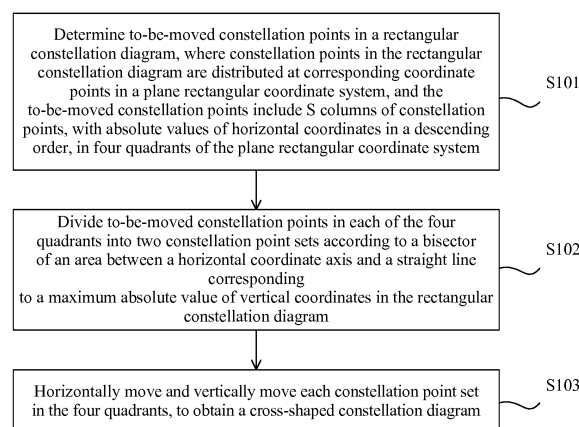 Determine to-be-moved constellation points in a rectangular
constellation diagram, where constellation points in the rectangular
constellation diagram are distributed at corresponding coordinate
points in a plane rectangular coordinate system, and the
to-be-moved constellation points include S columns of constellation
points, with absolute values of horizontal coordinates in a descending
order, in four quadrants of the plane rectangular coordinate system
S101
Divide to-be-moved constellation points in each of the four
quadrants into two constellation point sets according to a bisector
of an area between a horizontal coordinate axis and a straight line
corresponding
to a maximum absolute value of vertical coordinates in the rectangular
constellation diagram
S102
Horizontally move and vertically move each constellation point set
in the four quadrants, to obtain a cross-shaped constellation diagram
S103